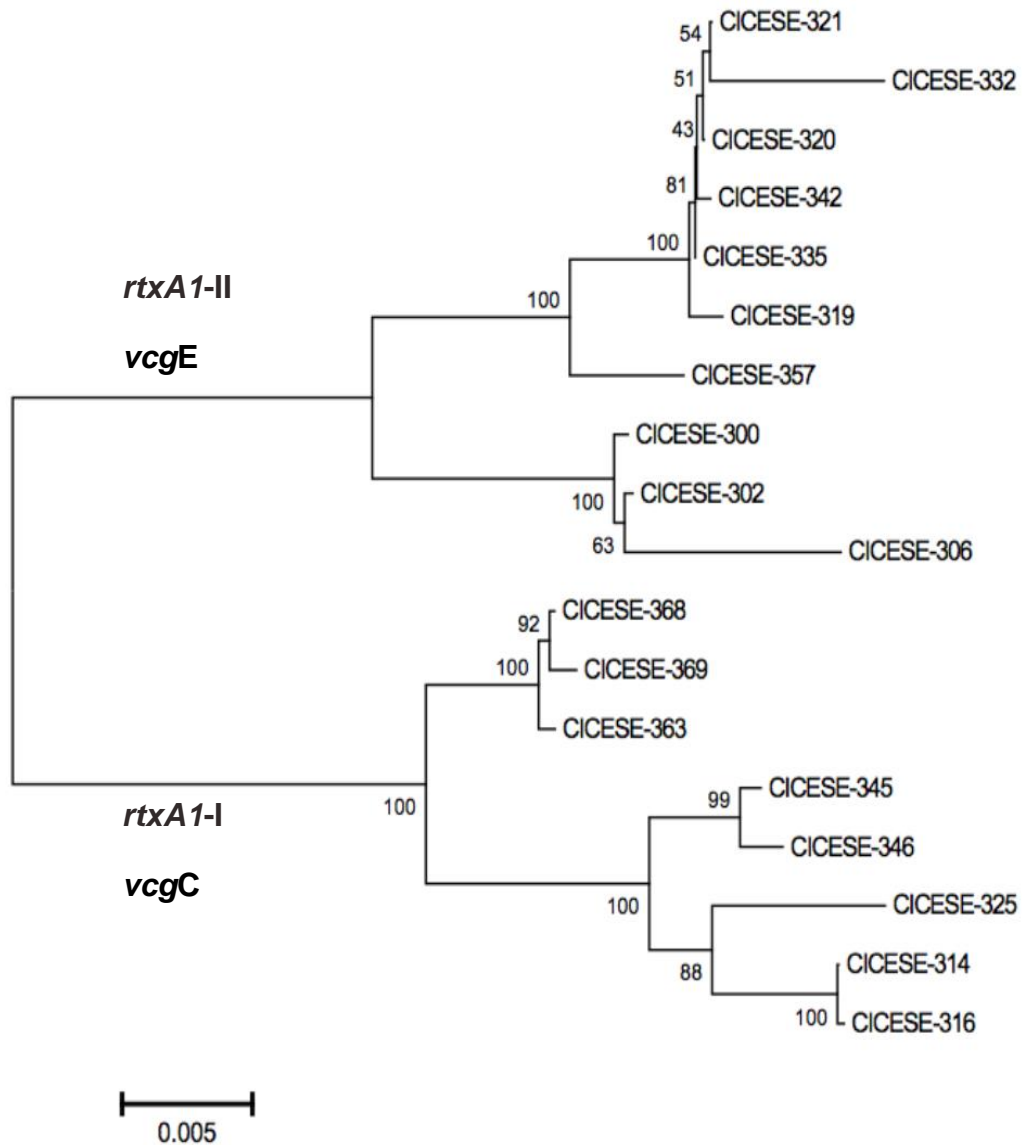 CICESE-321
54
CICESE-332
51
CICESE-320
43
CICESE-342
81
CICESE-335
100
rtxA1-II
CICESE-319
100
vcgE
CICESE-357
CICESE-300
CICESE-302
100
CICESE-306
63
CICESE-368
92
CICESE-369
100
CICESE-363
CICESE-345
99
rtxA1-I
100
CICESE-346
vcgC
CICESE-325
100
CICESE-314
88
CICESE-316
100
0.005